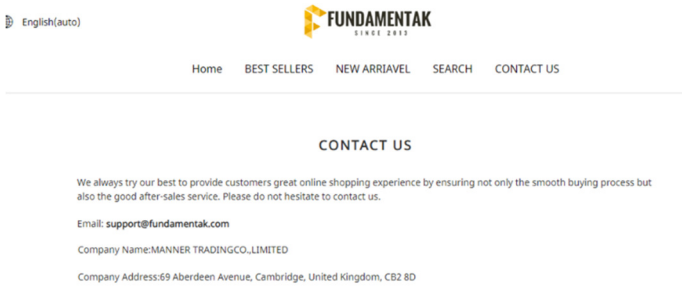 English(auto)
FUNDAMENTAK
SINCE 2013
Home BEST SELLERS NEW ARRIAVEL SEARCH CONTACT US
CONTACT US
We always try our best to provide customers great online shopping experience by ensuring not only the smooth buying process but
also the good after-sales service. Please do not hesitate to contact us.
Email: support@fundamentak.com
Company Name:MANNER TRADINGCO.,LIMITED
Company Address:69 Aberdeen Avenue, Cambridge, United Kingdom, CB2 8D